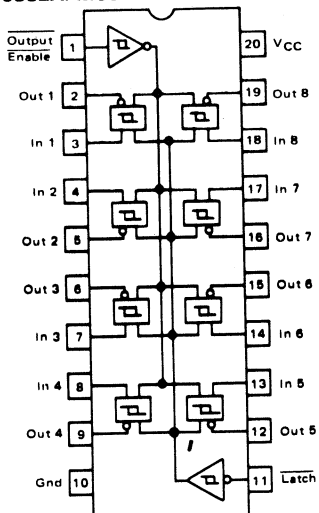 Output
Enable
1
20
VCC
Out 1
2
19
Out 8
In 1
3
18
In 8
In 2
4
17
In 7
Out 2
5
16
Out 7
Out 3
6
15
Out 6
In 3
7
14
In 6
In 4
8
13
In 5
Out 4
9
12
Out 5
Gnd
10
11
Latch